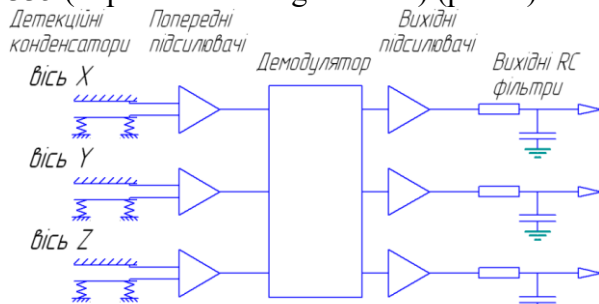 Детекційні
конденсатори
Попередні
підсилювачі
Демодулятор
Вихідні
підсилювачі
Вихідні RC
фільтри
вісь X
вісь Y
вісь Z